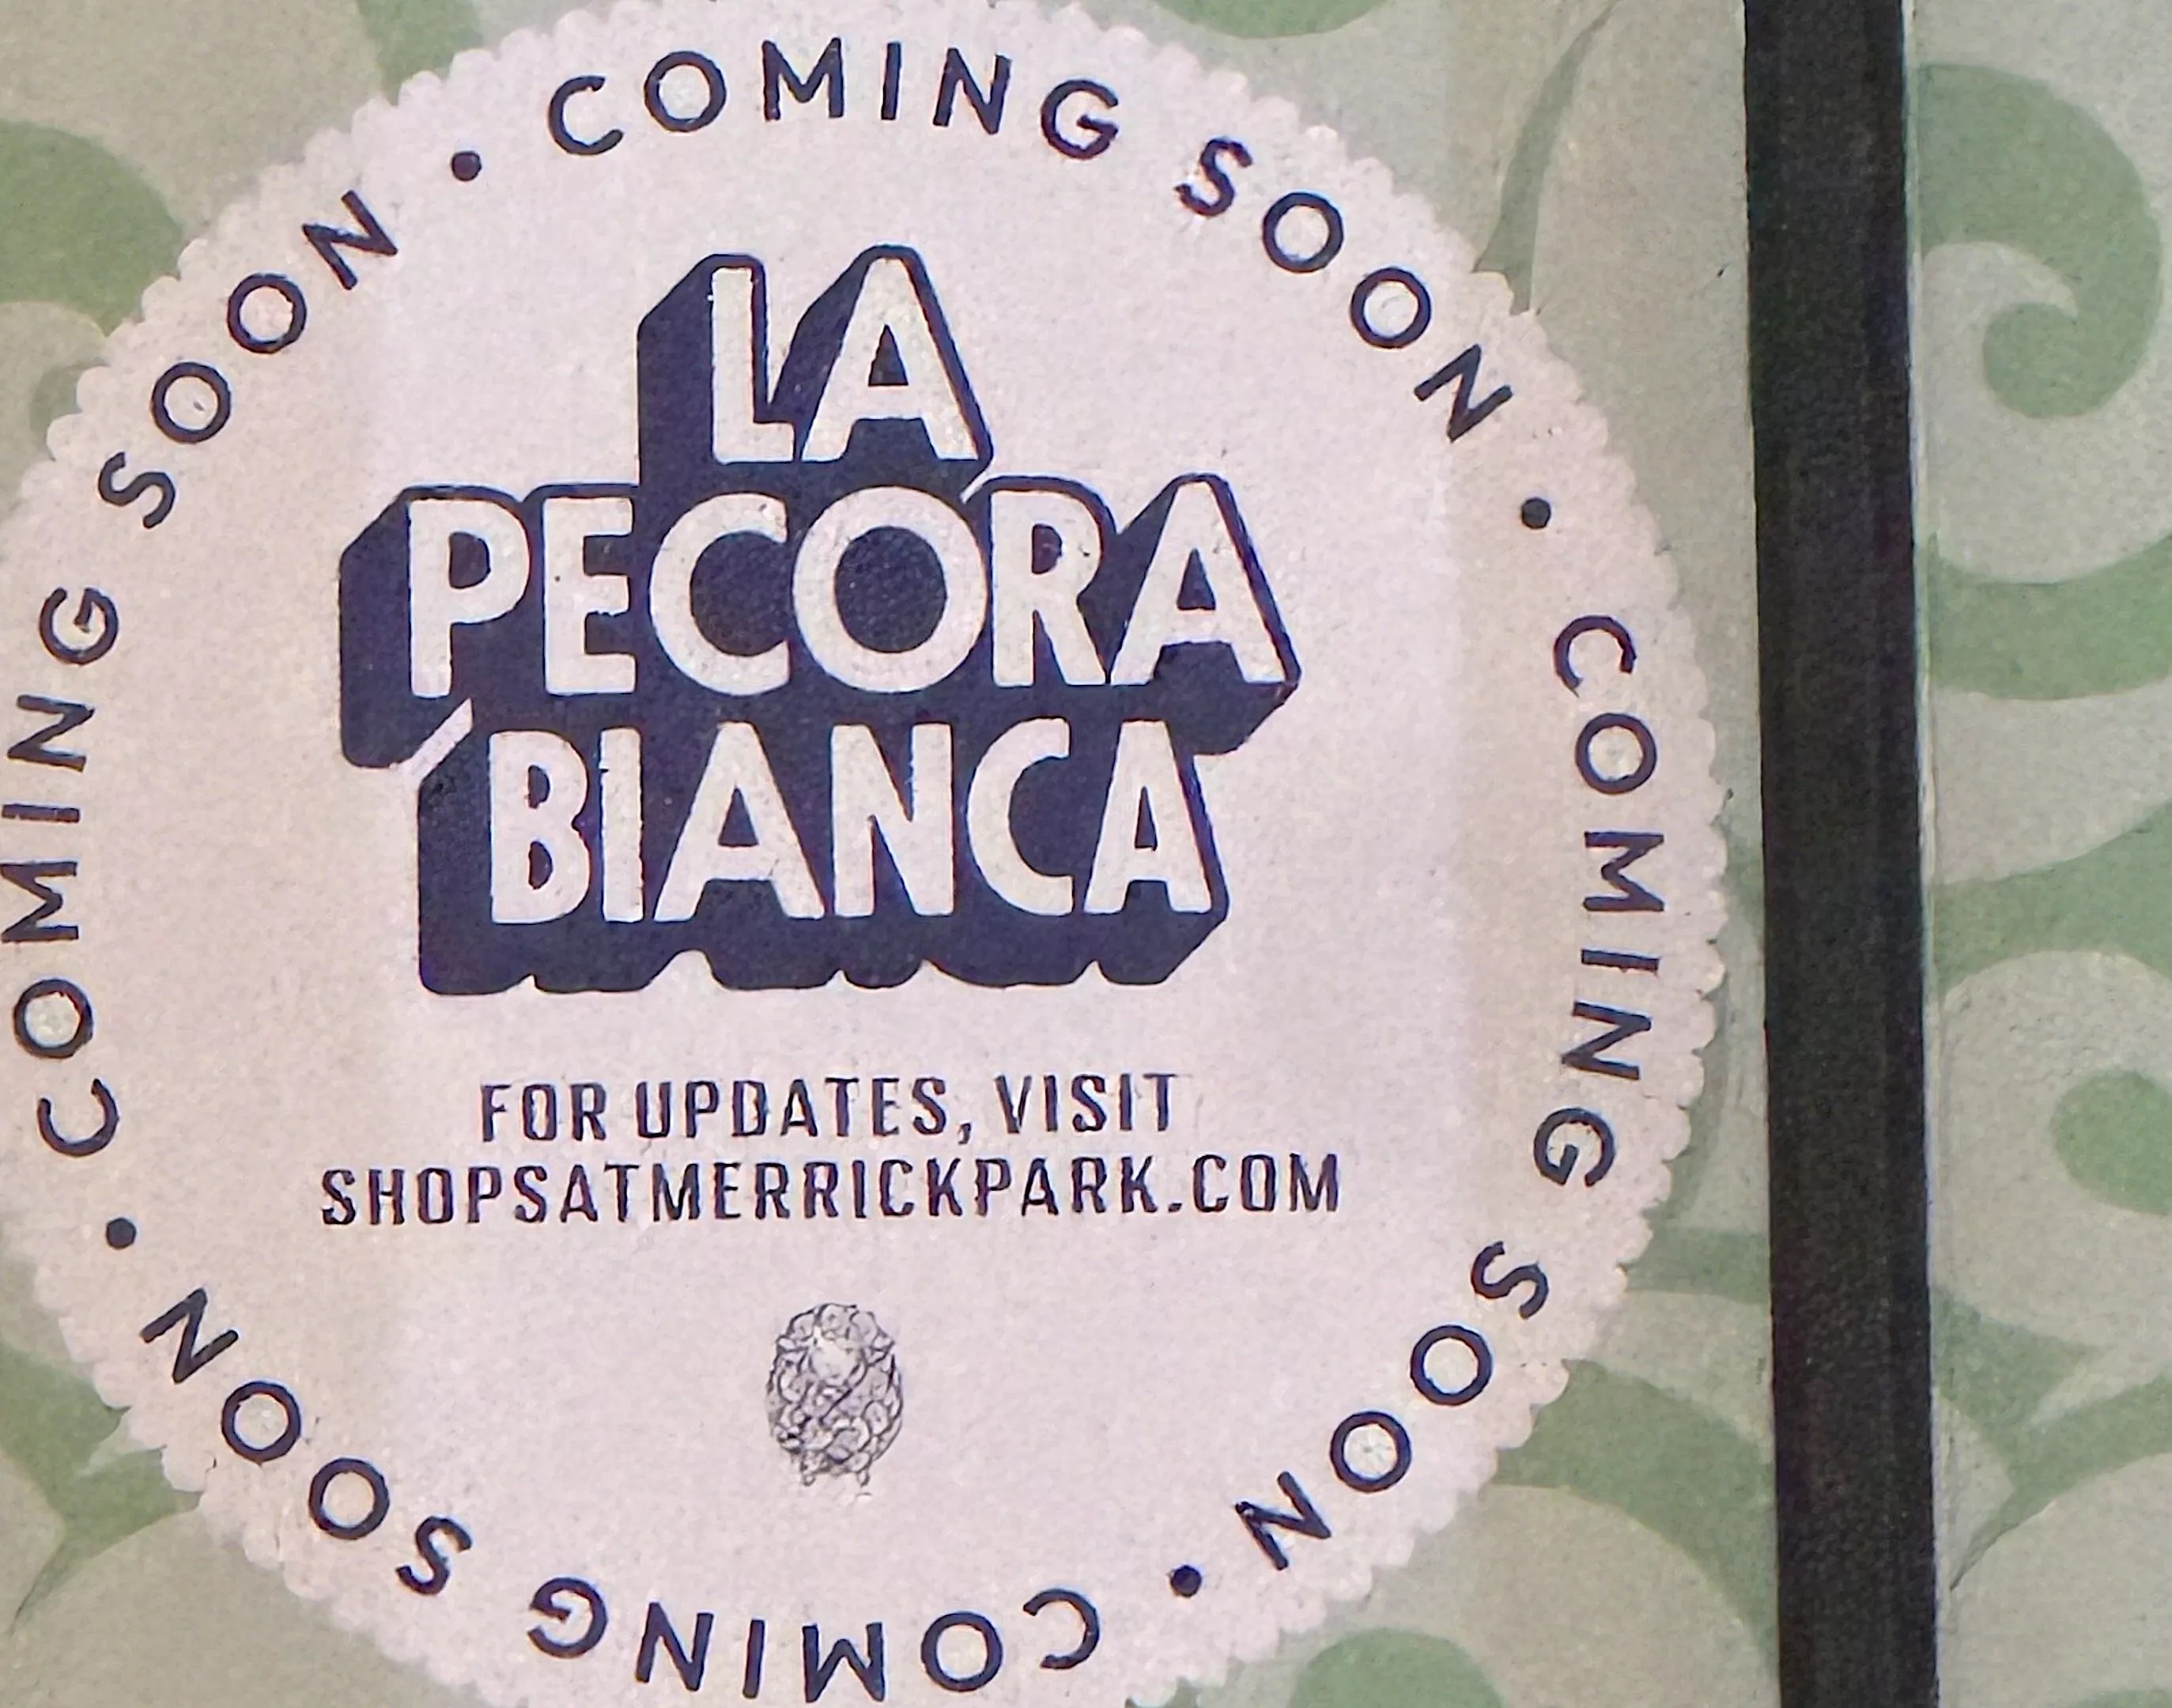 COMING SOON • COMING SOON • COMING SOON • COMING SOON •
LA
PECORA
BIANCA
FOR UPDATES, VISIT
SHOPSATMERRICKPARK.COM